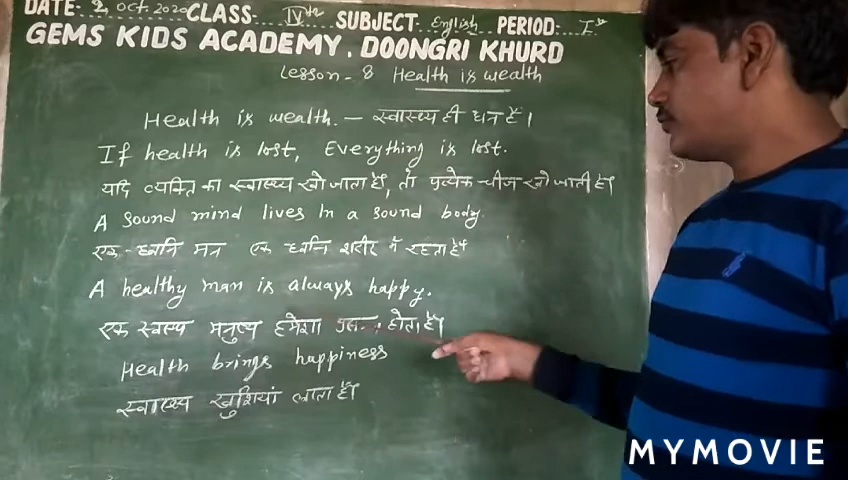 DATE: 2 Oct. 2020 CLASS: IVth SUBJECT English PERIOD: Ist
GEMS KIDS ACADEMY, DOONGRI KHURD
Lesson - 8 Health is wealth
Health is wealth. - स्वास्थ्य ही धन है।
If health is lost, Everything is lost.
यदि व्यक्ति का स्वास्थ्य खो जाता है, तो प्रत्येक चीज खो जाती है।
A sound mind lives in a sound body.
एक ध्वनि मन एक ध्वनि शरीर में रहता है
A healthy man is always happy.
एक स्वस्थ मनुष्य हमेशा होता है।
Health brings happiness
स्वास्थ्य खुशियां लाता है।
MYMOVIE